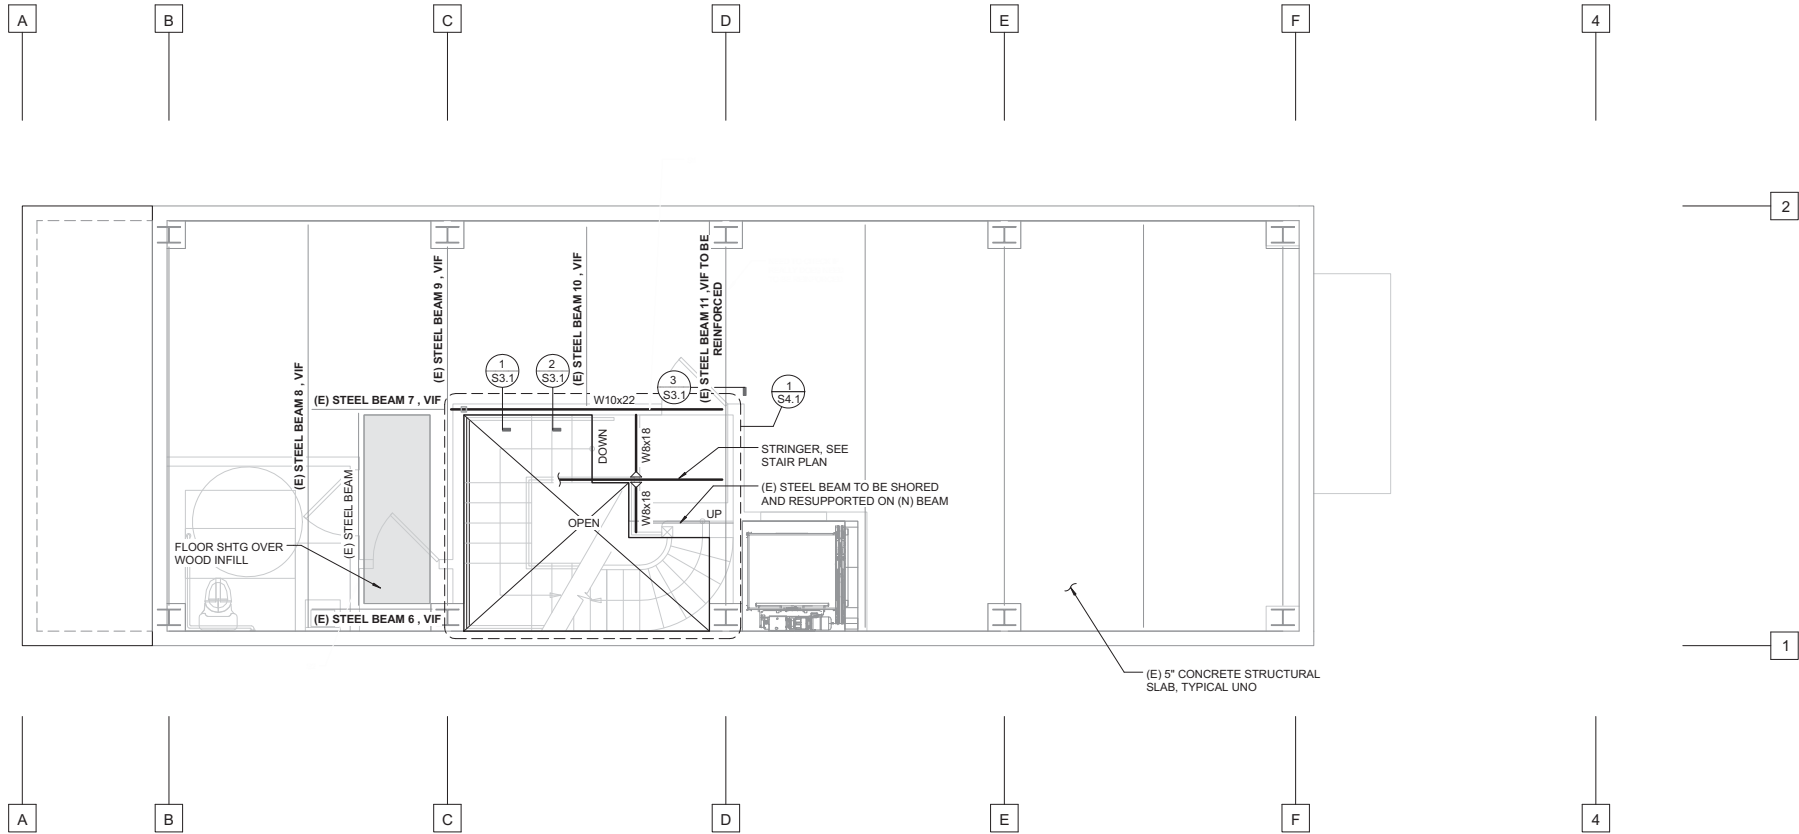 A
B
C
D
E
F
4
2
(E) STEEL BEAM 9 , VIF
(E) STEEL BEAM 10 , VIF
(E) STEEL BEAM 11 ,VIF TO BE
REINFORCED
(E) STEEL BEAM 8 , VIF
1
S3.1
2
S3.1
3
S3.1
1
S4.1
(E) STEEL BEAM 7 , VIF
W10x22
DOWN
W8x18
STRINGER, SEE
STAIR PLAN
(E) STEEL BEAM
W8x18
(E) STEEL BEAM TO BE SHORED
AND RESUPPORTED ON (N) BEAM
UP
OPEN
FLOOR SHTG OVER
WOOD INFILL
(E) STEEL BEAM 6 , VIF
1
(E) 5" CONCRETE STRUCTURAL
SLAB, TYPICAL UNO
A
B
C
D
E
F
4